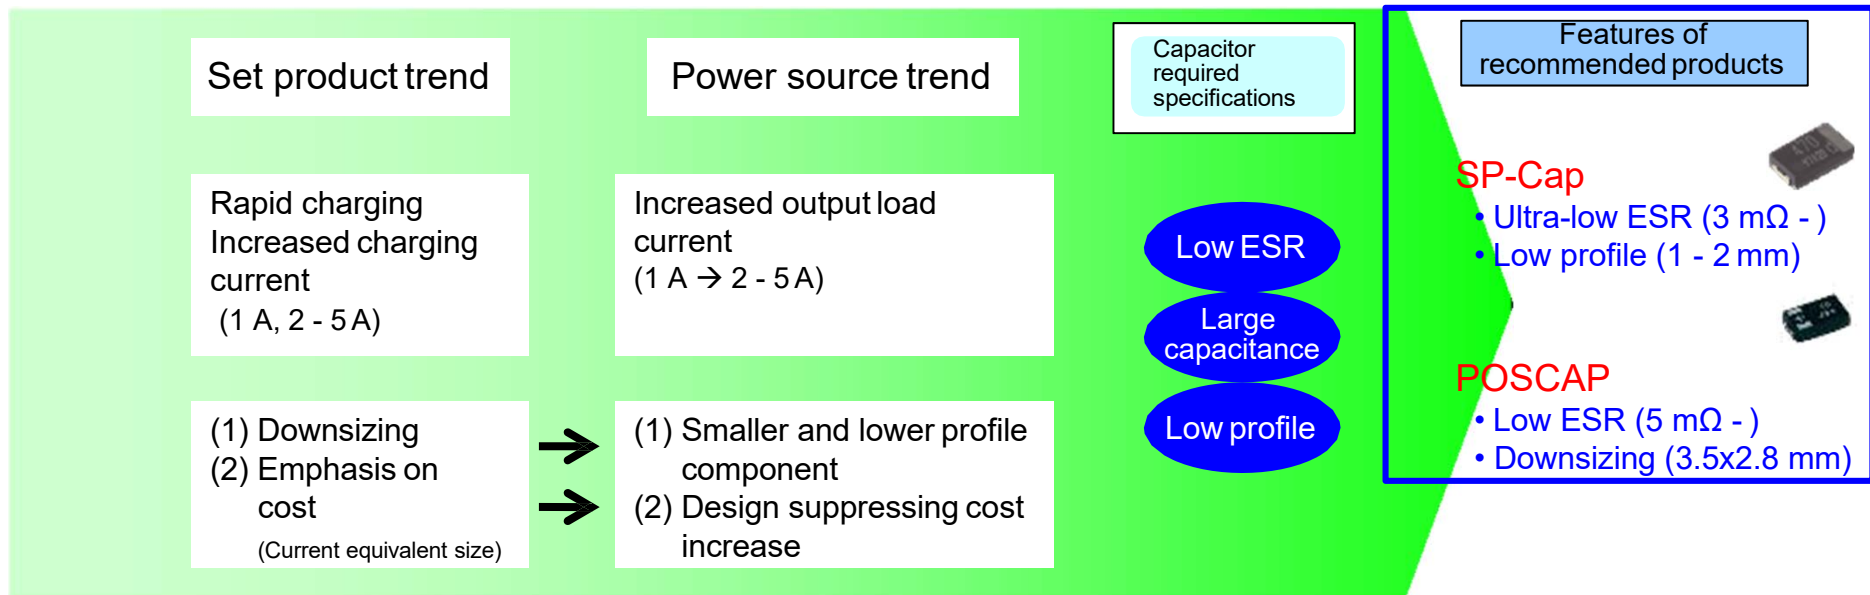 Set product trend
Power source trend
Capacitor
required
specifications
Features of
recommended products
Rapid charging
Increased charging
current
(1 A, 2 - 5 A)
Increased output load
current
(1 A → 2 - 5 A)
(1) Downsizing
(2) Emphasis on
cost
(Current equivalent size)
(1) Smaller and lower profile
component
(2) Design suppressing cost
increase
Low ESR
Large
capacitance
Low profile
SP-Cap
• Ultra-low ESR (3 mΩ - )
• Low profile (1 - 2 mm)
POSCAP
• Low ESR (5 mΩ - )
• Downsizing (3.5x2.8 mm)